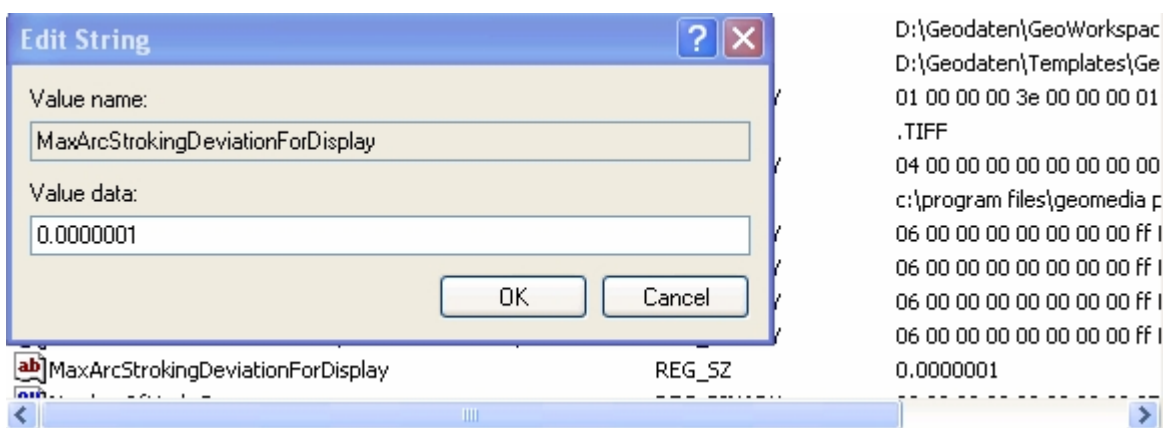 Edit String
Value name:
MaxArcStrokingDeviationForDisplay
Value data:
0.0000001
OK
Cancel
D:\Geodaten\GeoWorkspac
D:\Geodaten\Templates\Ge
01 00 00 00 3e 00 00 00 01
.TIFF
04 00 00 00 00 00 00 00 00
c:\program files\geomedia p
06 00 00 00 00 00 00 00 ff
06 00 00 00 00 00 00 00 ff
06 00 00 00 00 00 00 00 ff
06 00 00 00 00 00 00 00 ff
ab MaxArcStrokingDeviationForDisplay REG_SZ 0.0000001